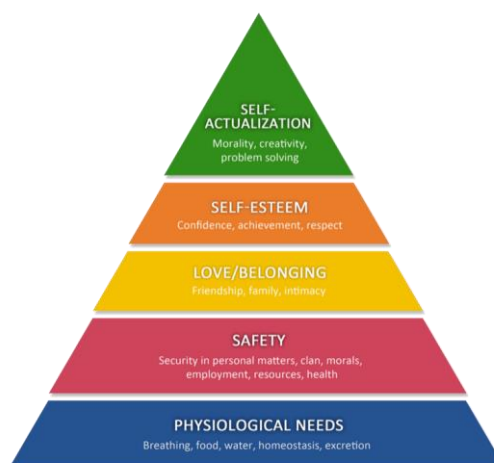 SELF-
ACTUALIZATION
Morality, creativity,
problem solving
SELF-ESTEEM
Confidence, achievement, respect
LOVE/BELONGING
Friendship, family, intimacy
SAFETY
Security in personal matters, clan, morals,
employment, resources, health
PHYSIOLOGICAL NEEDS
Breathing, food, water, homeostasis, excretion